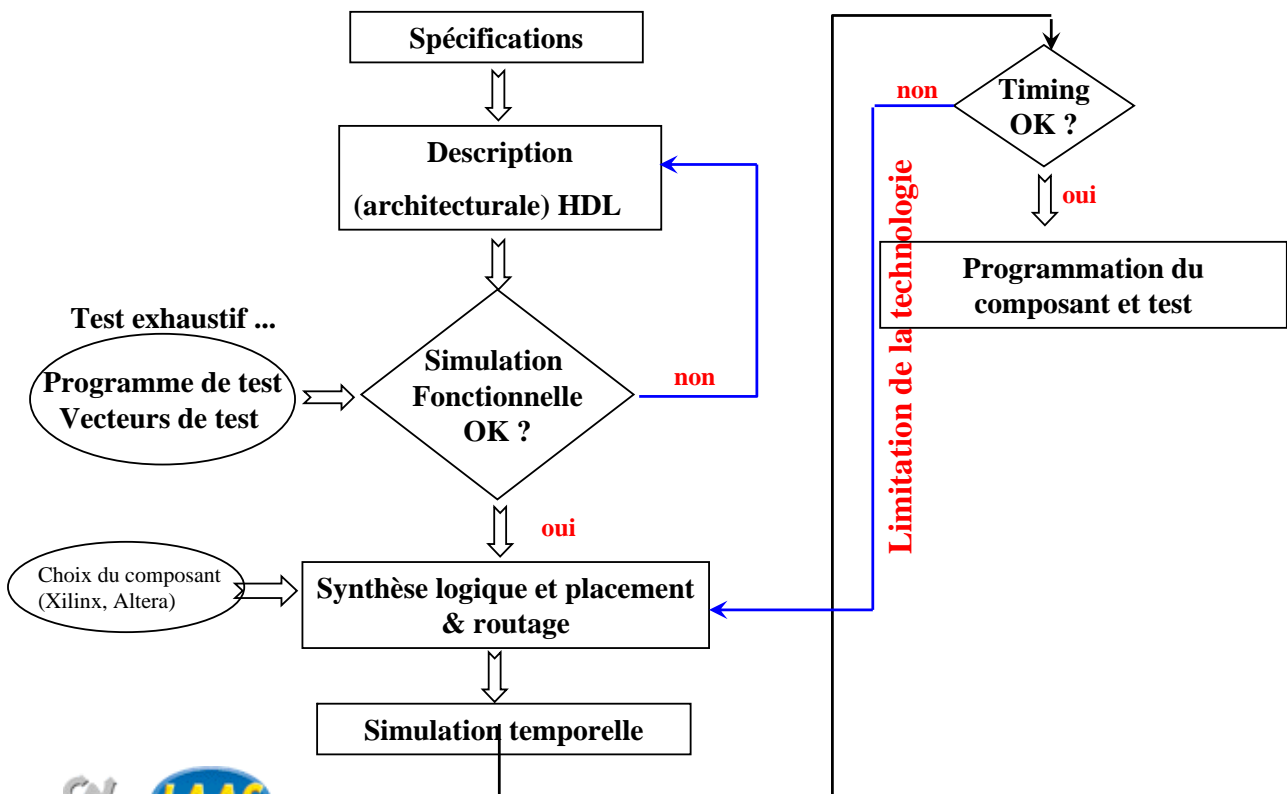 Spécifications
Description
(architecturale) HDL
Test exhaustif ...
Programme de test
Vecteurs de test
Simulation
Fonctionnelle
OK ?
non
oui
Choix du composant
(Xilinx, Altera)
Synthèse logique et placement
& routage
Simulation temporelle
LAAS
Timing
OK ?
non
oui
Limitation de la technologie
Programmation du
composant et test